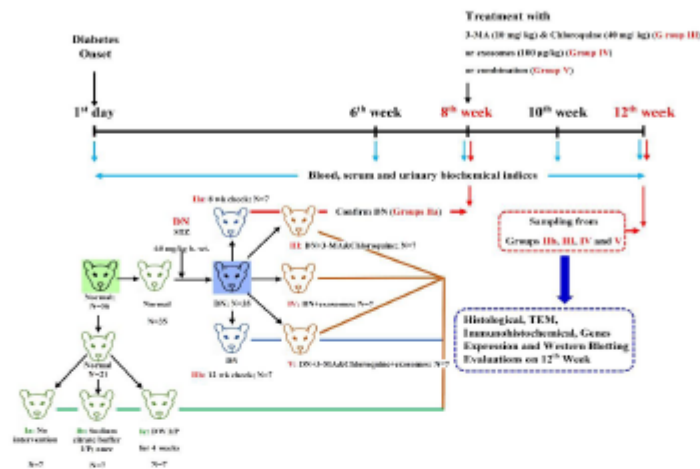 Treatment with
3-MA (10 mg/kg) & Chloroquine (40 mg/kg) (Group III)
or exosomes (100 µg/kg) (Group IV)
or combination (Group V)
Diabetes
Onset
1st day
6th week
8th week
10th week
12th week
Blood, serum and urinary biochemical indices
IIa: 8 wk check; N=7
Confirm DN (Groups IIa)
DN
STZ
60 mg/kg b. wt.
Sampling from
Groups IIb, III, IV and V
III: DN+3-MA&Chloroquine; N=7
Normal;
Normal
N=35
DN; N=35
IV: DN+exosomes; N=7
DN
IIb: 12 wk check; N=7
V: DN+3-MA&Chloroquine+exosomes; N=7
Histological, TEM,
Immunohistochemical, Genes
Expression and Western Blotting
Evaluations on 12th Week
Normal
N=21
Ia: No
intervention
N=7
Ib: Sodium
citrate buffer
I/P; once
N=7
for 4 weeks
N=7